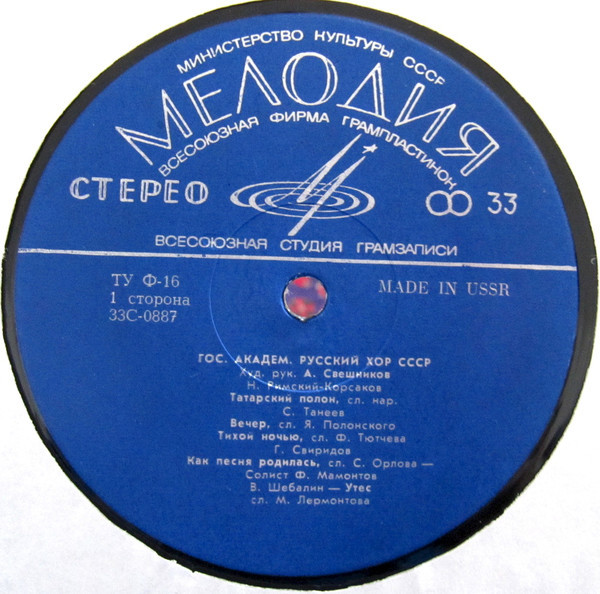 МИНИСТЕРСТВО КУЛЬТУРЫ СССР
МЕЛОДИЯ
ВСЕСОЮЗНАЯ ФИРМА ГРАМПЛАСТИНОК
СТЕРЕО
33
ВСЕСОЮЗНАЯ СТУДИЯ ГРАМЗАПИСИ
ТУ Ф-16
1 сторона
33С-0887
MADE IN USSR
ГОС. АКАДЕМ. РУССКИЙ ХОР СССР
Худ. рук. А. Свешников
Н. Римский-Корсаков
Татарский полон, сл. нар.
С. Танеев
Вечер, сл. Я. Полонского
Тихой ночью, сл. Ф. Тютчева
Г. Свиридов
Как песня родилась, сл. С. Орлова —
Солист Ф. Мамонтов
В. Шебалин — Утес
сл. М. Лермонтова